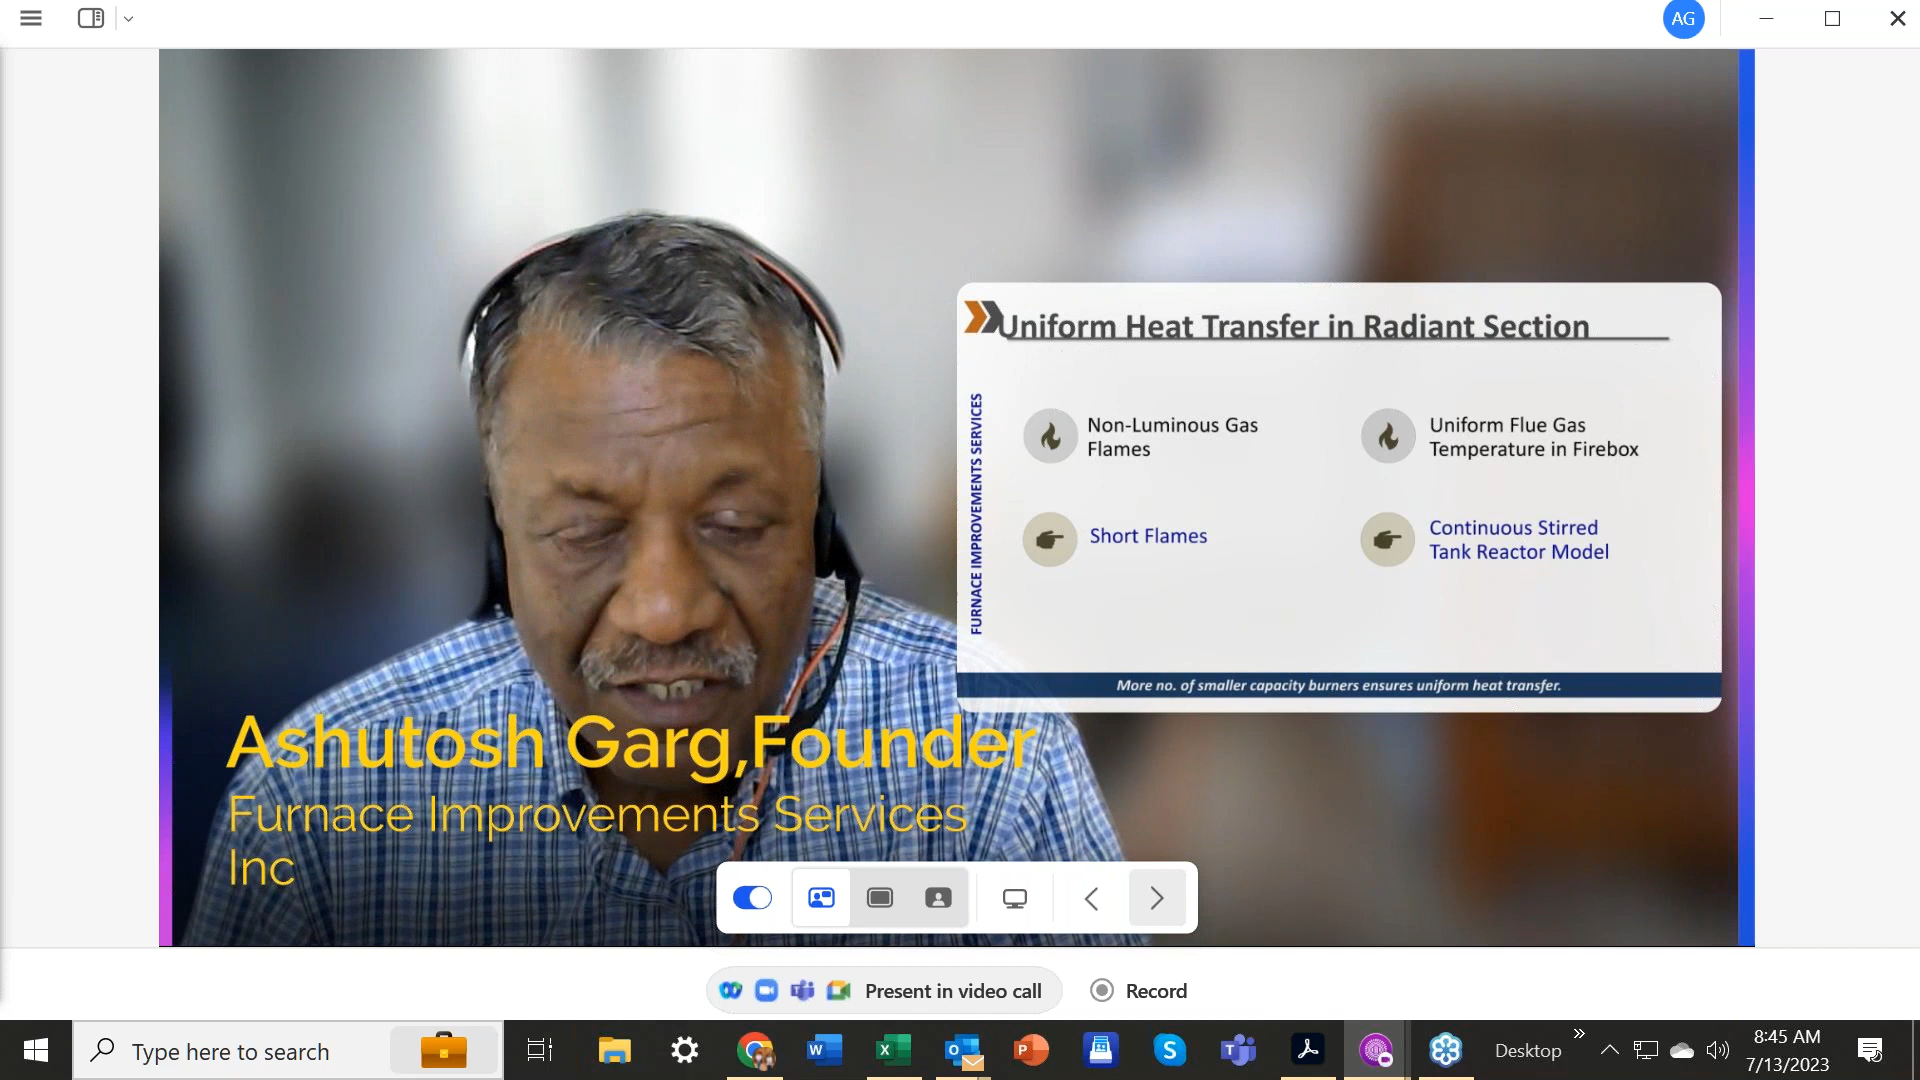 AG
Uniform Heat Transfer in Radiant Section
FURNACE IMPROVEMENTS SERVICES
Non-Luminous Gas
Flames
Uniform Flue Gas
Temperature in Firebox
Short Flames
Continuous Stirred
Tank Reactor Model
More no. of smaller capacity burners ensures uniform heat transfer.
Ashutosh Garg,Founder
Furnace Improvements Services
Inc
Present in video call
Record
Type here to search
Desktop
8:45 AM
7/13/2023